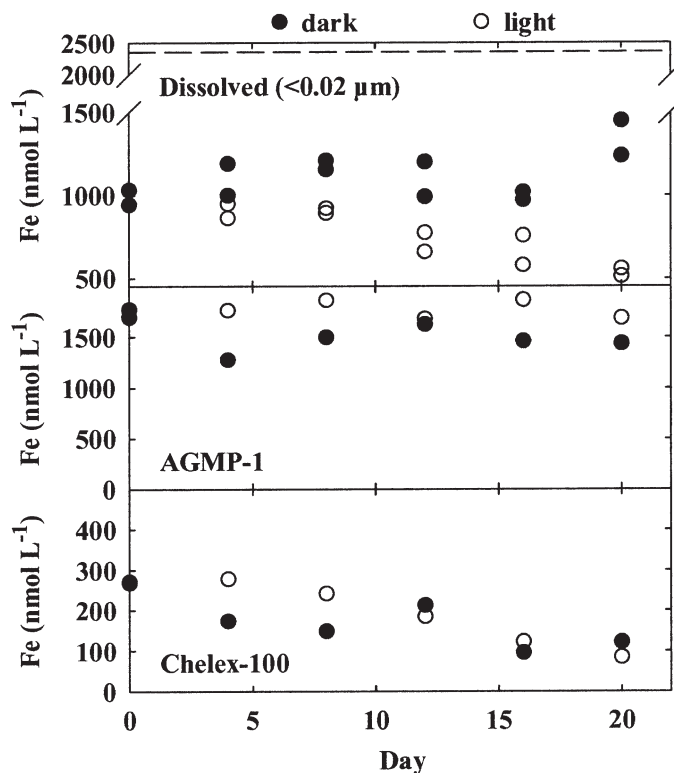 ● dark ○ light
2500
2000
Dissolved (<0.02 µm)
1500
1000
500
Fe (nmol L⁻¹)
1500
1000
500
0
Fe (nmol L⁻¹)
AGMP-1
400
300
200
100
0
Fe (nmol L⁻¹)
Chelex-100
0 5 10 15 20
Day